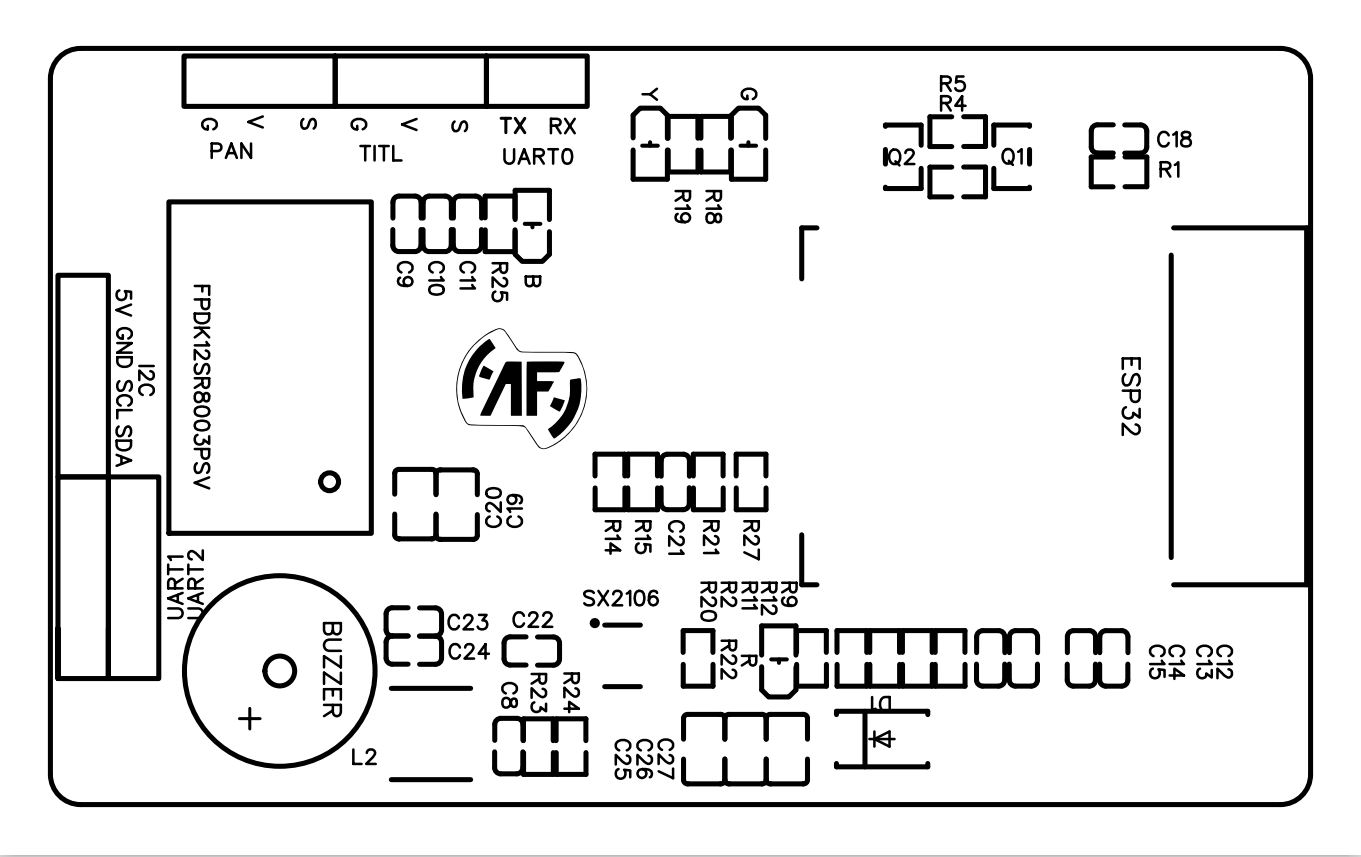 G V S G V S TX RX
PAN TITL UART0
Y G
R19 R18
R5
R4
Q2 Q1
C18
R1
C9 C10 C11 R25 B
5V GND SCL SDA
I2C
FPDK12SR8003PSV
AF
ESP32
C20 C19
R14 R15 C21 R21 R27
UART1
UART2
BUZZER
+
C23
C24
C22
SX2106
R20 R2 R11 R12 R9
R22 R
C15 C14 C13 C12
C8 R23 R24
L2
C25 C26 C27
D1